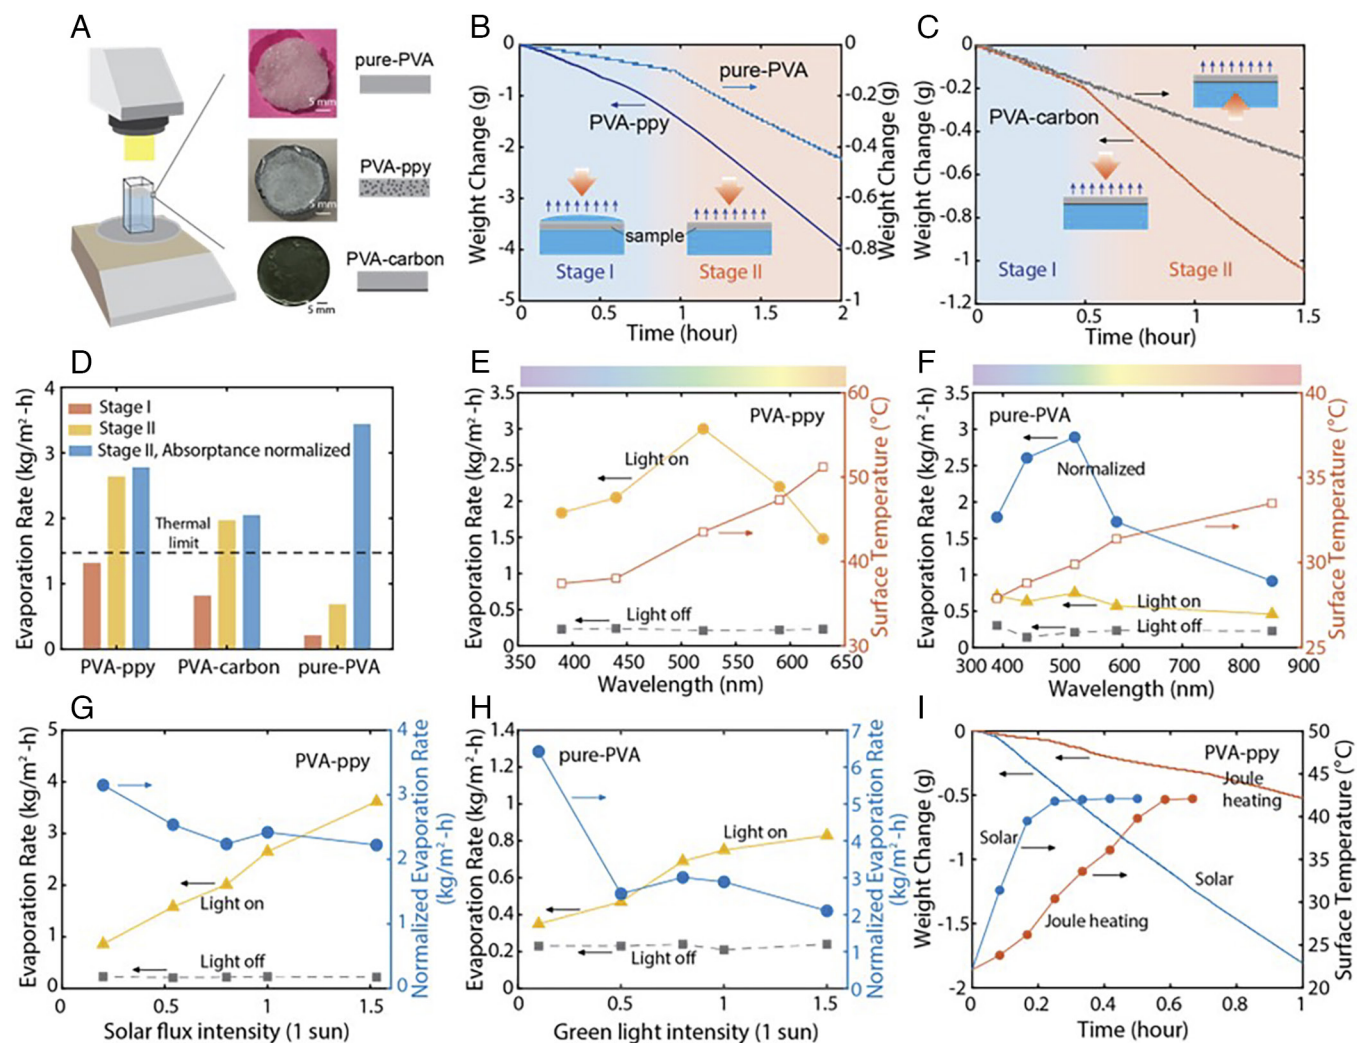 A
pure-PVA
5 mm
PVA-ppy
5 mm
PVA-carbon
5 mm
B
Weight Change (g)
0
-1
-2
-3
-4
-5
0
-0.2
-0.4
-0.6
-0.8
-1
Weight Change (g)
pure-PVA
PVA-ppy
sample
Stage I
Stage II
0
0.5
1
1.5
2
Time (hour)
C
Weight Change (g)
0
-0.2
-0.4
-0.6
-0.8
-1
-1.2
PVA-carbon
Stage I
Stage II
0
0.5
1
1.5
Time (hour)
D
Evaporation Rate (kg/m²-h)
4
3
2
1
0
Stage I
Stage II
Stage II, Absorptance normalized
Thermal
limit
PVA-ppy
PVA-carbon
pure-PVA
E
Evaporation Rate (kg/m²-h)
3.5
3
2.5
2
1.5
1
0.5
0
PVA-ppy
Light on
Light off
60
50
40
30
Surface Temperature (°C)
350
400
450
500
550
600
650
Wavelength (nm)
F
Evaporation Rate (kg/m²-h)
3.5
3
2.5
2
1.5
1
0.5
0
pure-PVA
Normalized
Light on
Light off
40
35
30
25
Surface Temperature (°C)
300
400
500
600
700
800
900
Wavelength (nm)
G
Evaporation Rate (kg/m²-h)
5
4
3
2
1
0
PVA-ppy
Light on
Light off
4
3
2
1
0
Normalized Evaporation Rate
(kg/m²-h)
0
0.5
1
1.5
Solar flux intensity (1 sun)
H
Evaporation Rate (kg/m²-h)
1.4
1.2
1
0.8
0.6
0.4
0.2
0
pure-PVA
Light on
Light off
7
6
5
4
3
2
1
0
Normalized Evaporation Rate
(kg/m²-h)
0
0.5
1
1.5
Green light intensity (1 sun)
I
Weight Change (g)
0
-0.5
-1
-1.5
-2
PVA-ppy
Joule
heating
Solar
Solar
Joule heating
50
45
40
35
30
25
20
Surface Temperature (°C)
0
0.2
0.4
0.6
0.8
1
Time (hour)